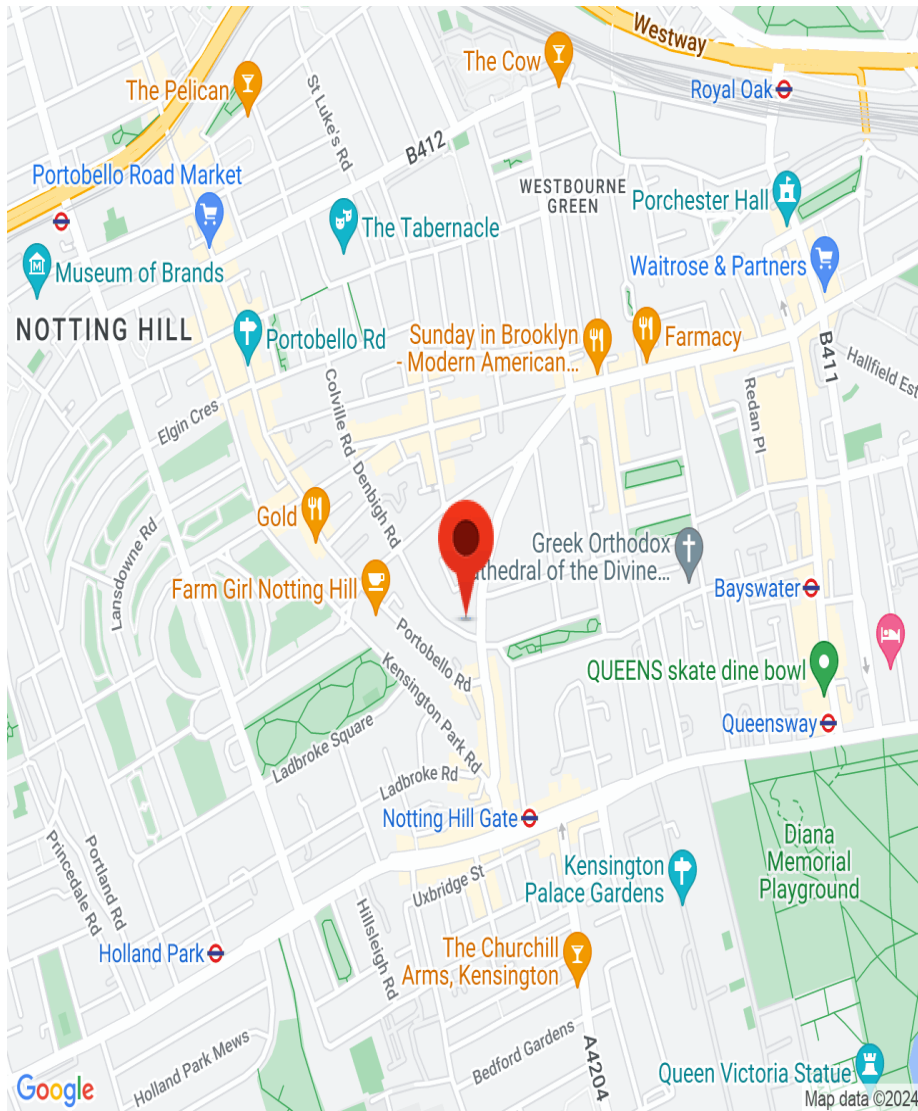 Westway
The Cow
The Pelican
Royal Oak
St Luke's Rd
B412
Portobello Road Market
WESTBOURNE
GREEN
Porchester Hall
The Tabernacle
Museum of Brands
Waitrose & Partners
NOTTING HILL
Portobello Rd
Sunday in Brooklyn
- Modern American...
Farmacy
B411
Hallfield Est
Colville Rd
Redan Pl
Elgin Cres
Denbigh Rd
Gold
Lansdowne Rd
Greek Orthodox
athedral of the Divine...
Farm Girl Notting Hill
Bayswater
Portobello Rd
QUEENS skate dine bowl
Kensington Park Rd
Queensway
Ladbroke Square
Ladbroke Rd
Notting Hill Gate
Diana
Memorial
Playground
Princedale Rd
Portland Rd
Kensington
Palace Gardens
Uxbridge St
Hillsleigh Rd
Holland Park
The Churchill
Arms, Kensington
Holland Park Mews
Bedford Gardens
A4204
Queen Victoria Statue
Google
Map data ©2024